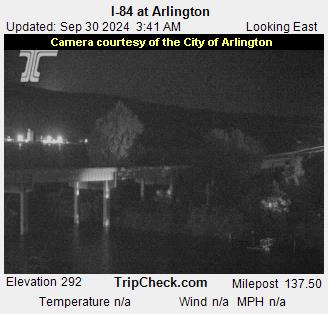 I-84 at Arlington
Updated: Sep 30 2024 3:41 AM Looking East
Camera courtesy of the City of Arlington
Elevation 292 TripCheck.com Milepost 137.50
Temperature n/a Wind n/a MPH n/a